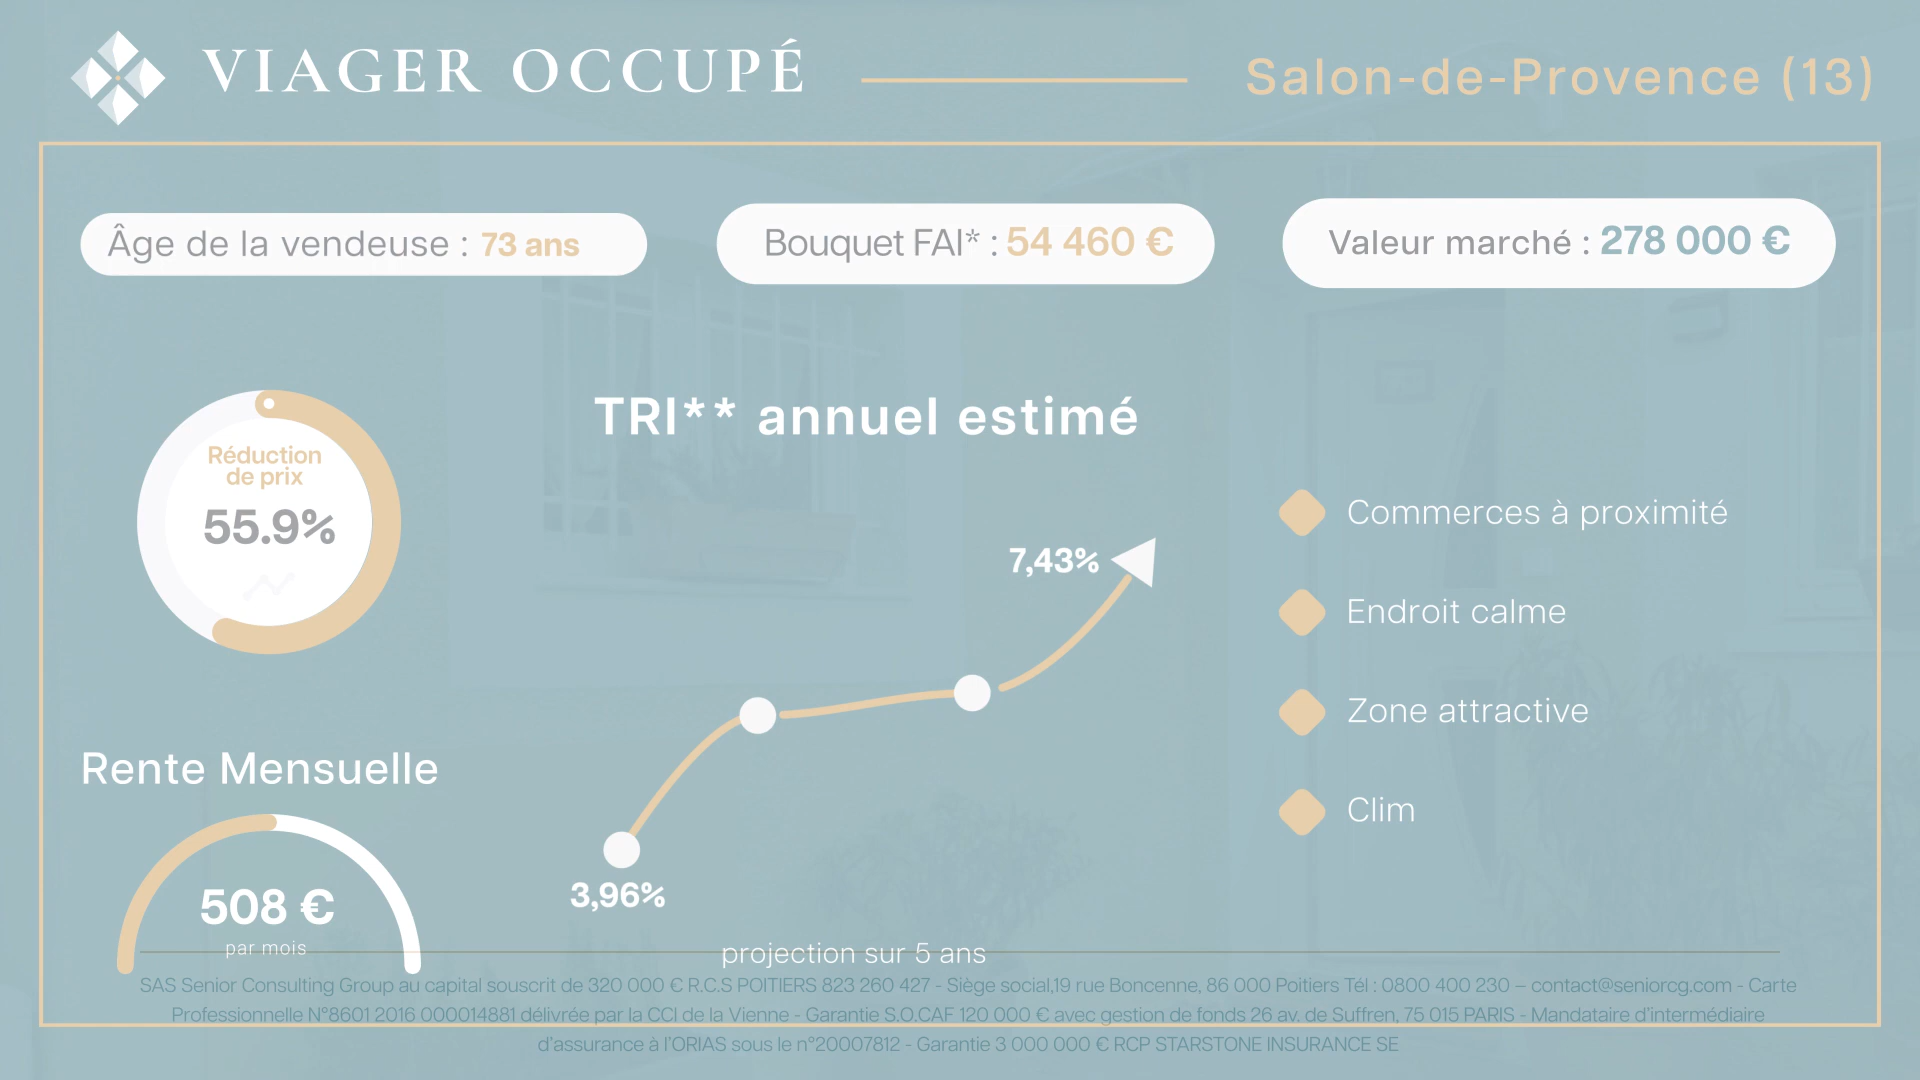 VIAGER OCCUPÉ
Salon-de-Provence (13)
Âge de la vendeuse : 73 ans
Bouquet FAI* : 54 460 €
Valeur marché : 278 000 €
Réduction
de prix
55.9%
TRI** annuel estimé
7,43%
3,96%
projection sur 5 ans
Commerces à proximité
Endroit calme
Zone attractive
Clim
Rente Mensuelle
508 €
par mois
SAS Senior Consulting Group au capital souscrit de 320 000 € R.C.S POITIERS 823 260 427 - Siège social,19 rue Boncenne, 86 000 Poitiers Tél : 0800 400 230 – contact@seniorcg.com - Carte
Professionnelle N°8601 2016 000014881 délivrée par la CCI de la Vienne - Garantie S.O.CAF 120 000 € avec gestion de fonds 26 av. de Suffren, 75 015 PARIS - Mandataire d'intermédiaire
d'assurance à l'ORIAS sous le n°20007812 - Garantie 3 000 000 € RCP STARSTONE INSURANCE SE